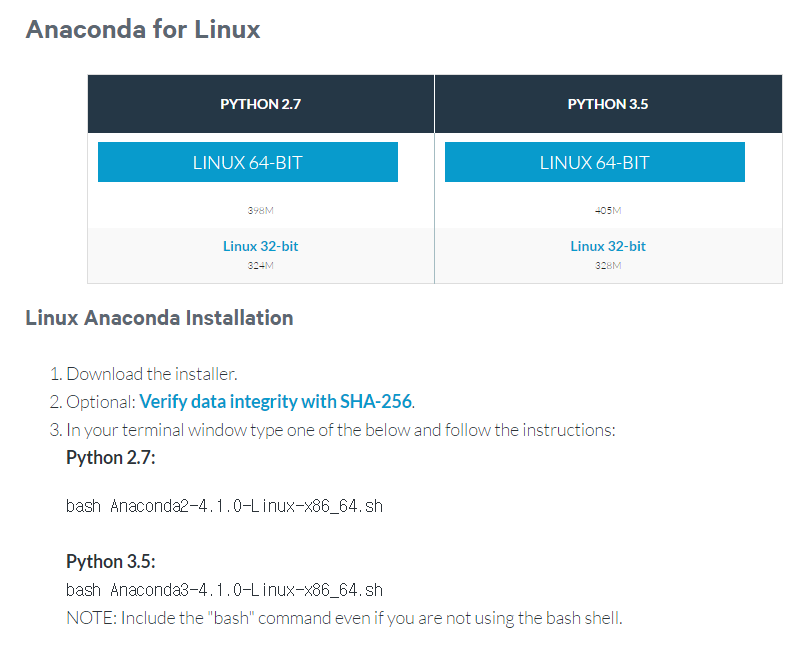 Anaconda for Linux
PYTHON 2.7
PYTHON 3.5
LINUX 64-BIT
LINUX 64-BIT
398M
405M
Linux 32-bit
Linux 32-bit
324M
328M
Linux Anaconda Installation
1. Download the installer.
2. Optional: Verify data integrity with SHA-256.
3. In your terminal window type one of the below and follow the instructions:
Python 2.7:
bash Anaconda2-4.1.0-Linux-x86_64.sh
Python 3.5:
bash Anaconda3-4.1.0-Linux-x86_64.sh
NOTE: Include the "bash" command even if you are not using the bash shell.